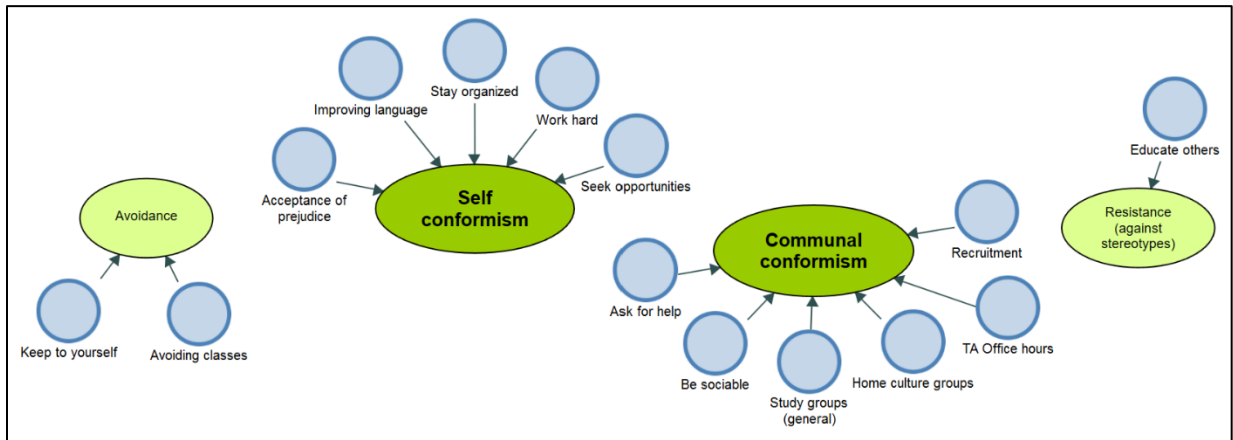 Avoidance
Keep to yourself
Avoiding classes
Improving language
Stay organized
Work hard
Acceptance of
prejudice
Seek opportunities
Self
conformism
Communal
conformism
Ask for help
Be sociable
Study groups
(general)
Home culture groups
TA Office hours
Recruitment
Educate others
Resistance
(against
stereotypes)